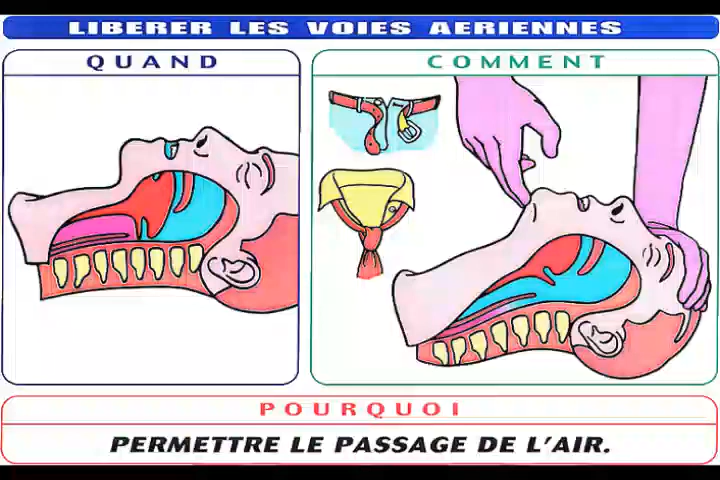 LIBERER LES VOIES AERIENNES
QUAND
COMMENT
POURQUOI
PERMETTRE LE PASSAGE DE L'AIR.